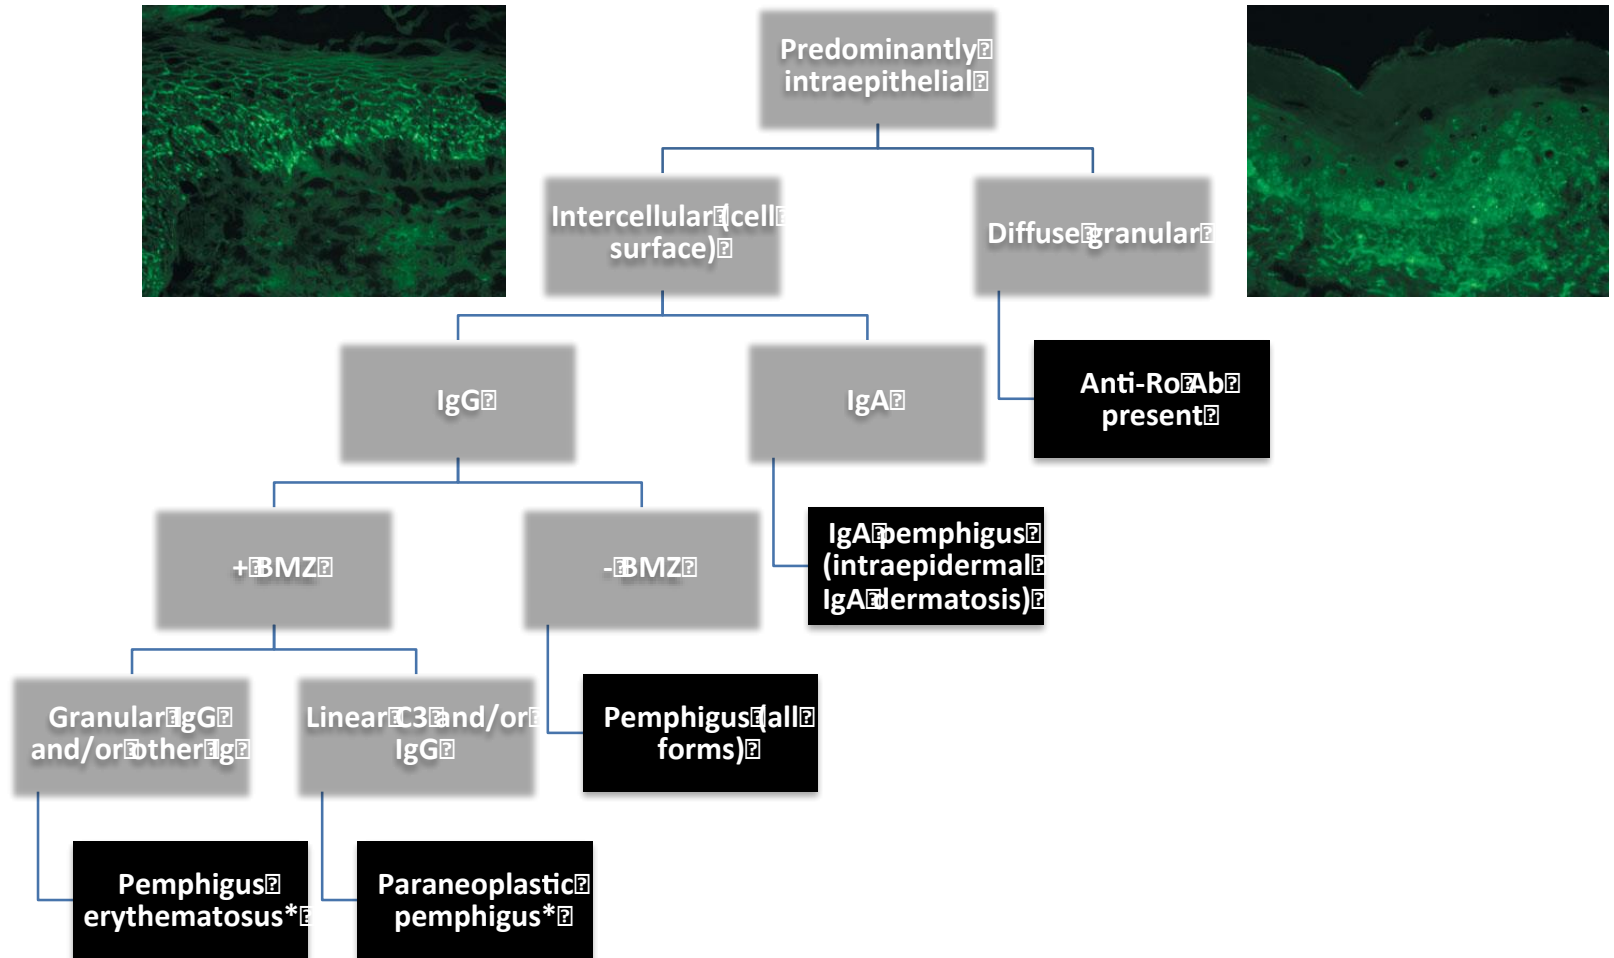 Predominantly
intraepithelial
Intercellular (cell
surface)
Diffuse granular
IgG
IgA
Anti-Ro Ab
present
+ BMZ
- BMZ
IgA pemphigus
(intraepidermal
IgA dermatosis)
Granular IgG
and/or other Ig
Linear C3 and/or
IgG
Pemphigus (all
forms)
Pemphigus
erythematosus*
Paraneoplastic
pemphigus*